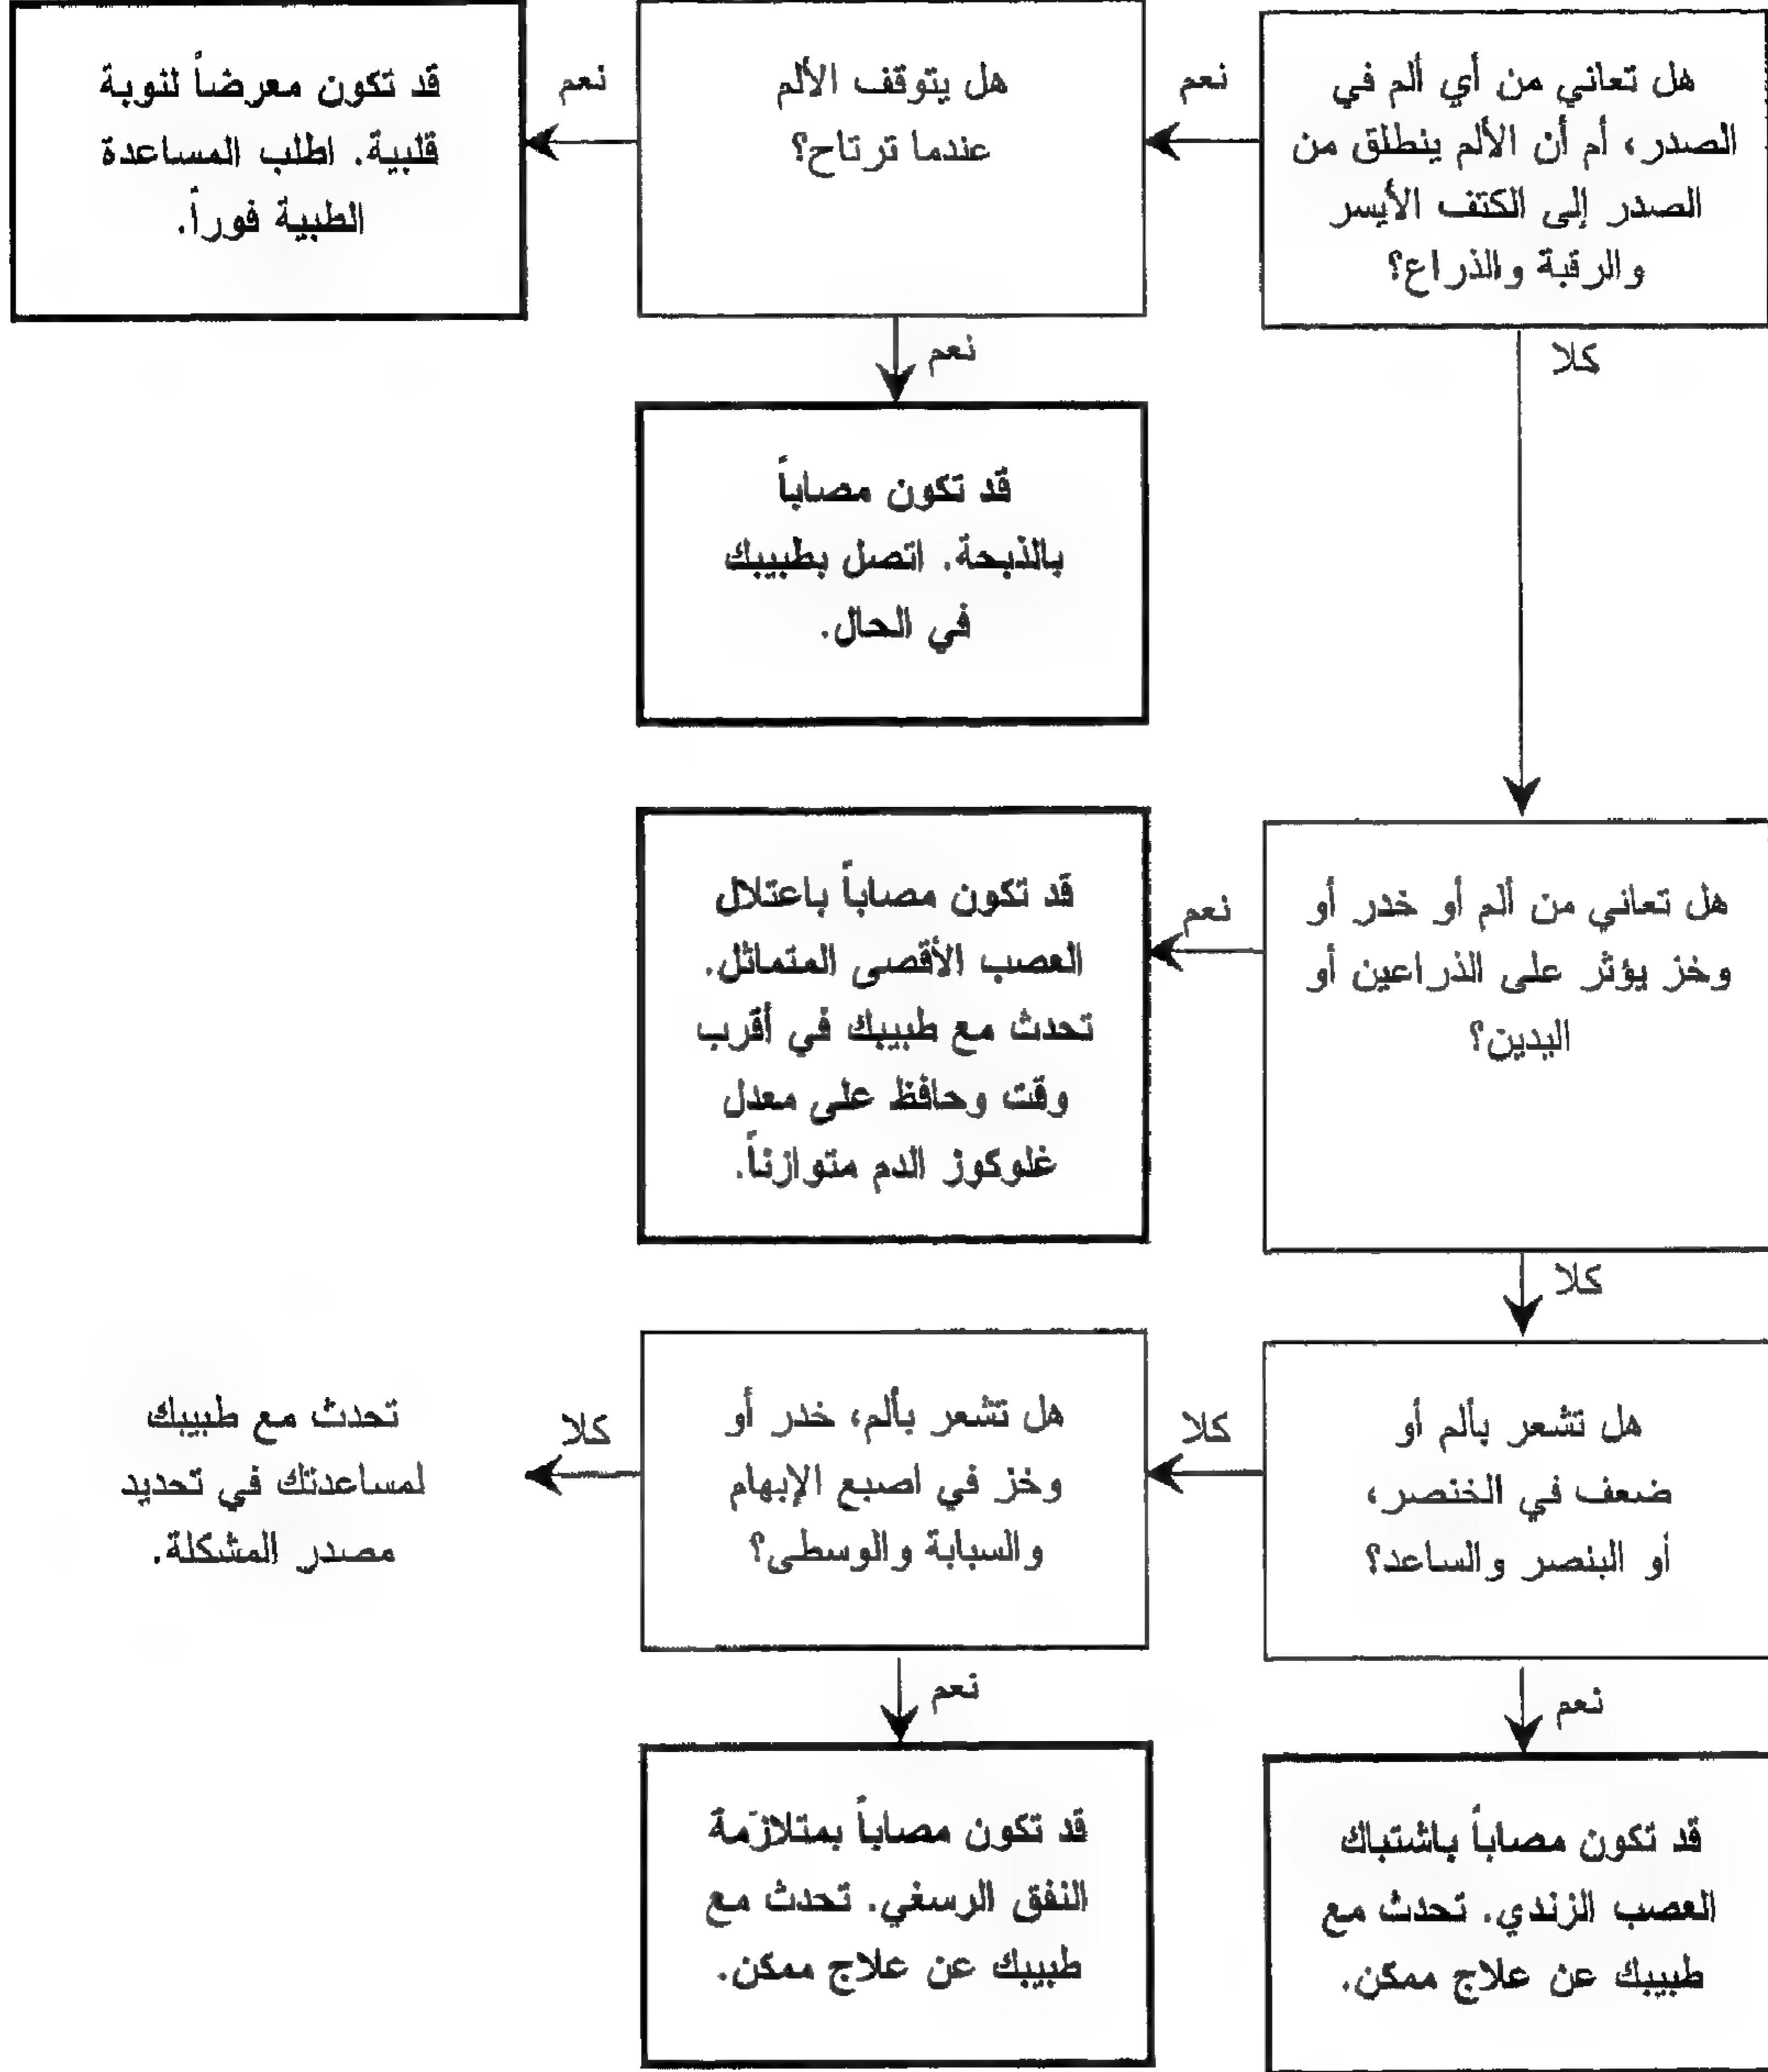 هل تعاني من أي ألم في
الصدر، أم أن الألم ينطلق من
الصدر إلى الكتف الأيسر
والرقبة والذراع؟
نعم
هل يتوقف الألم
عندما ترتاح؟
نعم
قد تكون معرضاً لنوبة
قلبية. اطلب المساعدة
الطبية فوراً.
نعم
قد تكون مصاباً
بالذبحة. اتصل بطبيبك
في الحال.
كلا
هل تعاني من ألم أو خدر أو
وخز يؤثر على الذراعين أو
اليدين؟
نعم
قد تكون مصاباً باعتلال
العصب الأقصى المتماثل.
تحدث مع طبيبك في أقرب
وقت وحافظ على معدل
غلوكوز الدم متوازناً.
كلا
هل تشعر بألم أو
ضعف في الخنصر،
أو البنصر والساعد؟
كلا
هل تشعر بألم، خدر أو
وخز في اصبع الإبهام
والسبابة والوسطى؟
كلا
تحدث مع طبيبك
لمساعدتك في تحديد
مصدر المشكلة.
نعم
قد تكون مصاباً باشتباك
العصب الزندي. تحدث مع
طبيبك عن علاج ممكن.
نعم
قد تكون مصاباً بمتلازمة
النفق الرسغي. تحدث مع
طبيبك عن علاج ممكن.